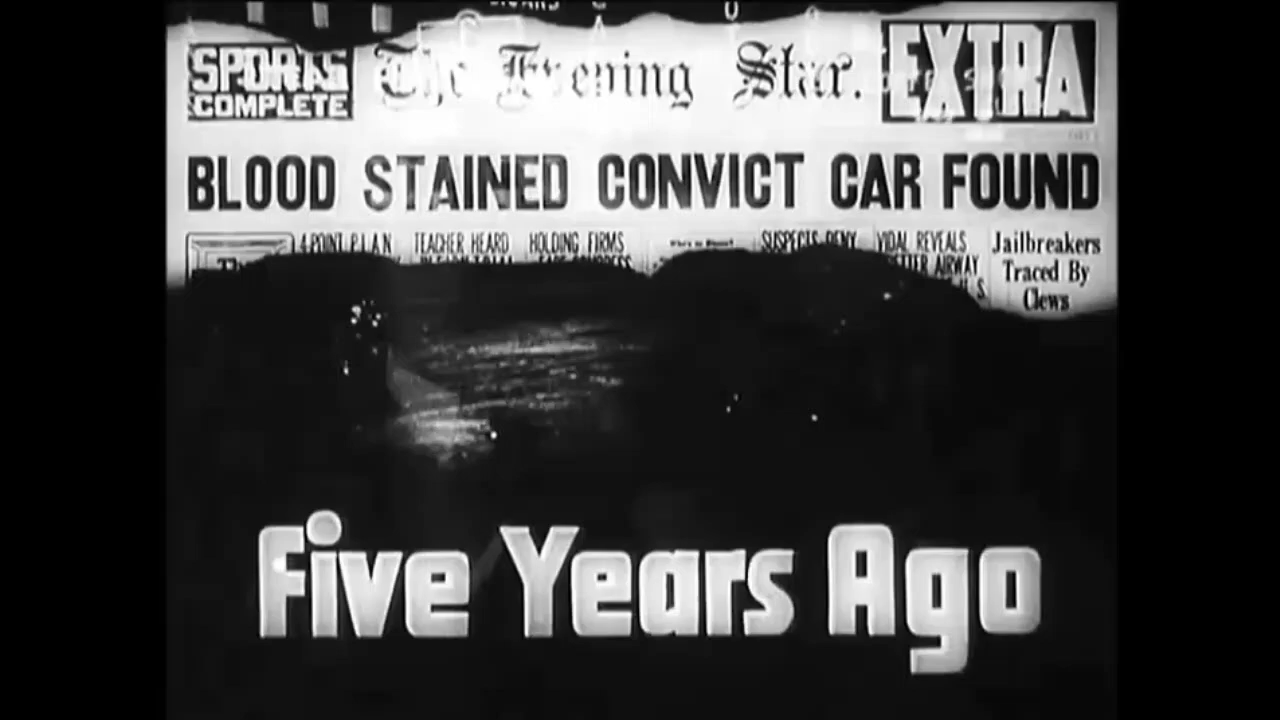 SPORTS
COMPLETE
The Evening Star.
EXTRA
BLOOD STAINED CONVICT CAR FOUND
4-POINT PLAN
TEACHER HEARD
HOLDING FIRMS
SUSPECTS DENY
VIDAL REVEALS
AIRWAY
Jailbreakers
Traced By
Clews
Five Years Ago